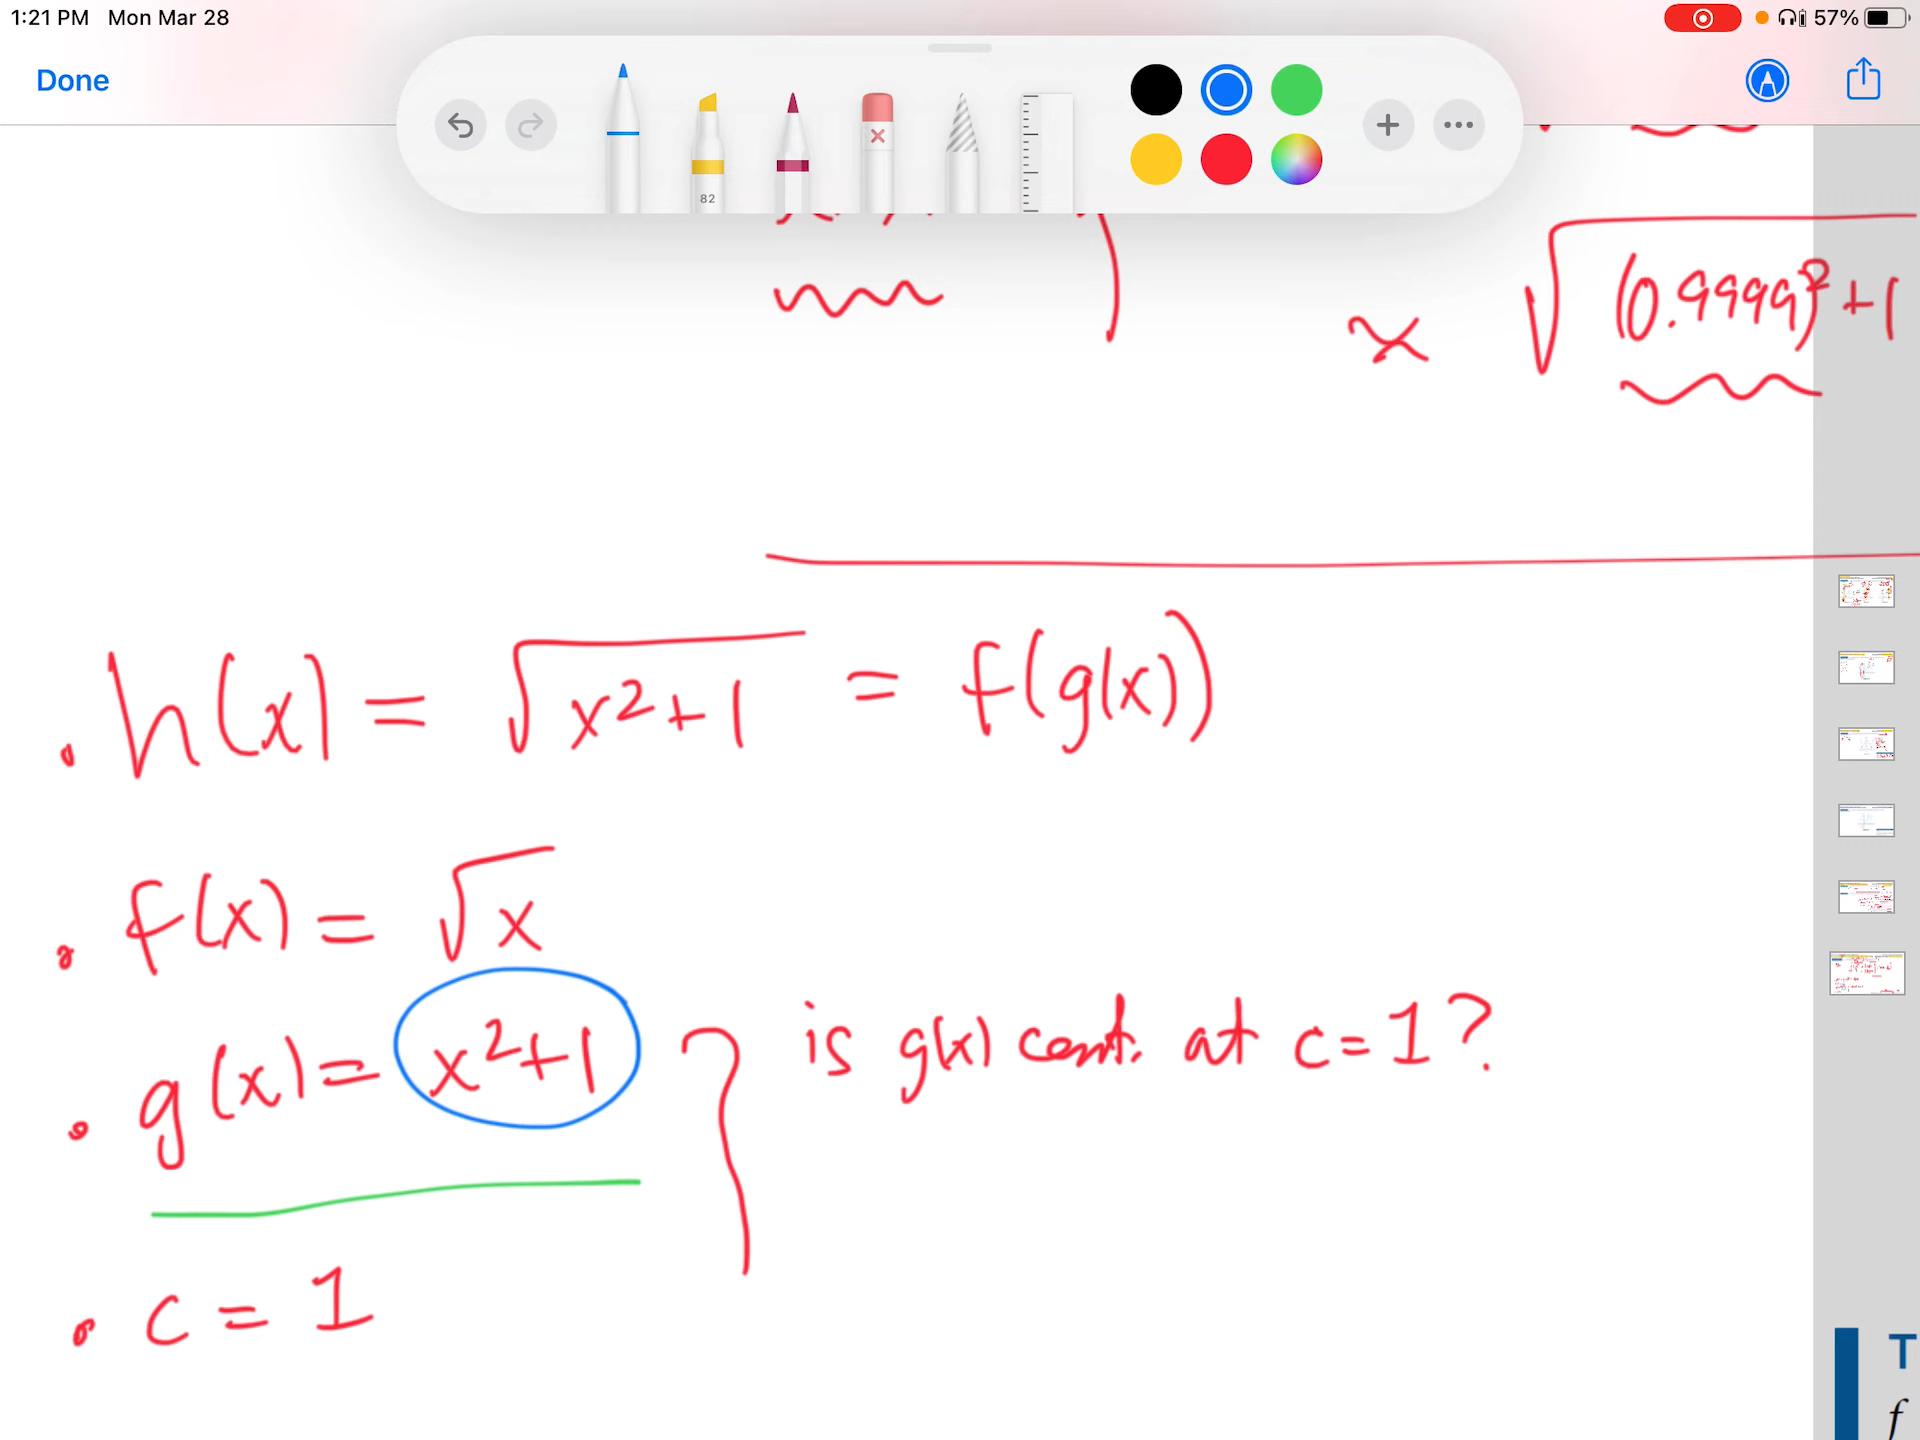 1:21 PM Mon Mar 28
57%
Done
82
√(0.9999)²+1
• h(x) = √x²+1 = f(g(x))
• f(x) = √x
• g(x) = x²+1 is g(x) cont. at c=1?
• c = 1
T
f